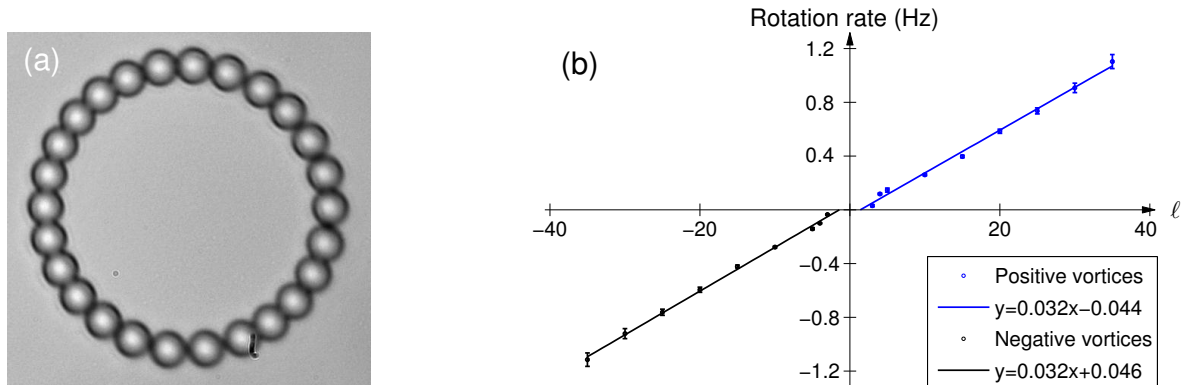 (a)
(b)
Rotation rate (Hz)
1.2
0.8
0.4
−40
−20
20
40
ℓ
−0.4
−0.8
−1.2
Positive vortices
y=0.032x−0.044
Negative vortices
y=0.032x+0.046